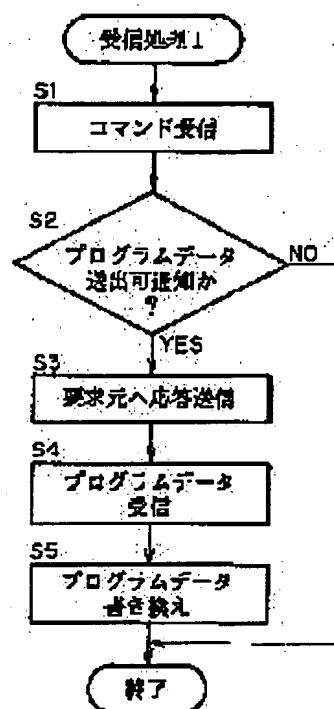 受信処理1
S1
コマンド受信
S2
プログラムデータ
送出可通知か
?
NO
YES
S3
要求元へ応答送信
S4
プログラムデータ
受信
S5
プログラムデータ
書き換え
終了